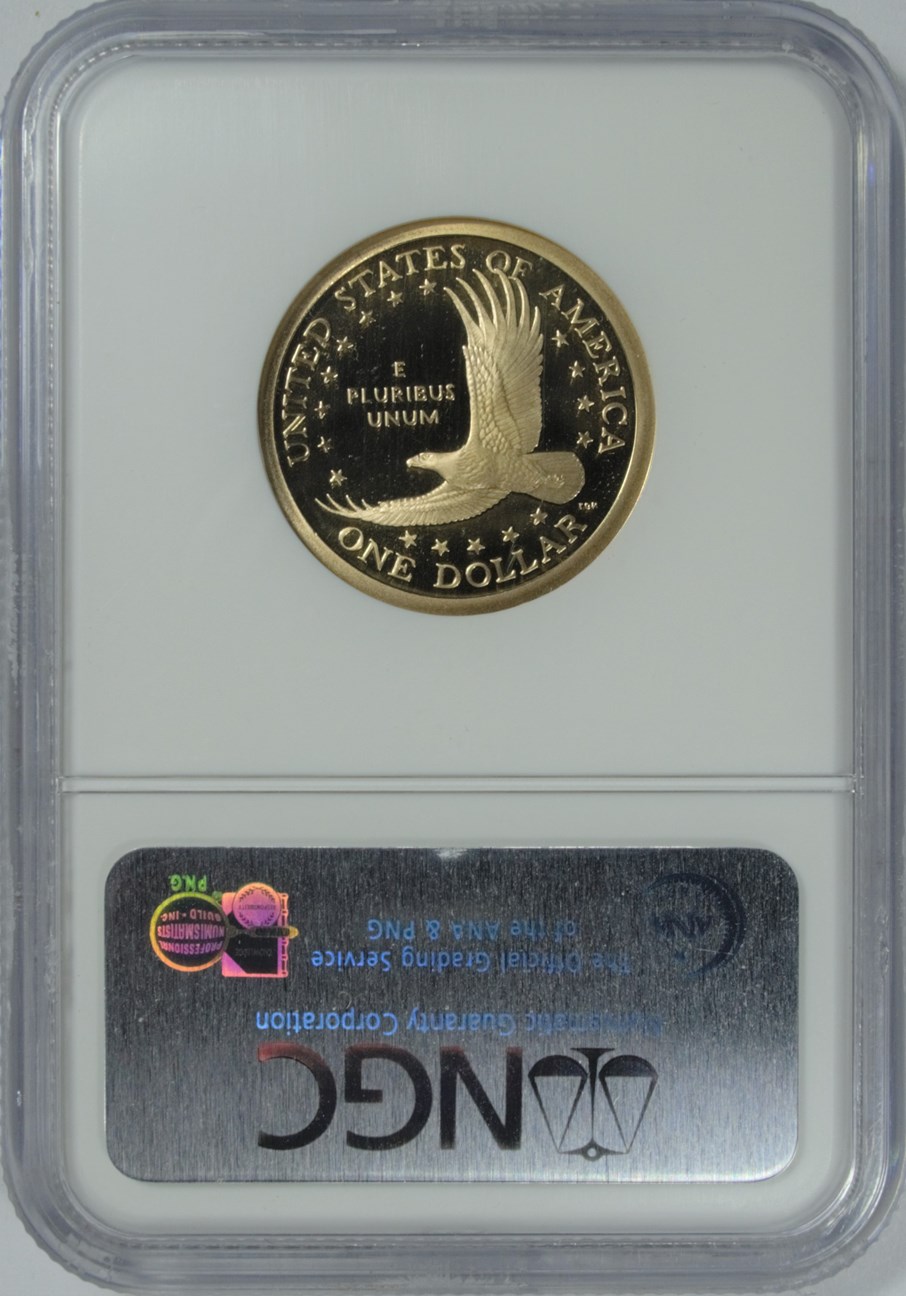 UNITED STATES OF AMERICA
E
PLURIBUS
UNUM
ONE DOLLAR
NGC
Numismatic Guaranty Corporation
The Official Grading Service
of the ANA & PNG
PROFESSIONAL
NUMISMATISTS
BUILD • INC
PNG